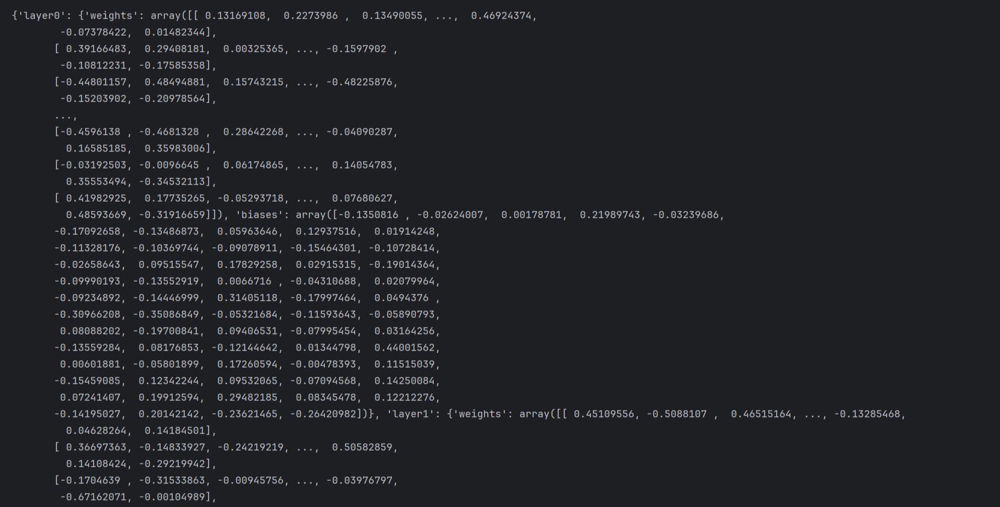 {'layer0': {'weights': array([[ 0.13169108,  0.2273986 ,  0.13490055, ...,  0.46924374,
        -0.07378422,  0.01482344],
       [ 0.39166483,  0.29408181,  0.00325365, ..., -0.1597902 ,
        -0.10812231, -0.17585358],
       [-0.44801157,  0.48494881,  0.15743215, ..., -0.48225876,
        -0.15203902, -0.20978564],
       ...,
       [-0.4596138 , -0.4681328 ,  0.28642268, ..., -0.04090287,
         0.16585185,  0.35983006],
       [-0.03192503, -0.0096645 ,  0.06174865, ...,  0.14054783,
         0.35553494, -0.34532113],
       [ 0.41982925,  0.17735265, -0.05293718, ...,  0.07680627,
         0.48593669, -0.31916659]]), 'biases': array([-0.1350816 , -0.02624007,  0.00178781,  0.21989743, -0.03239686,
       -0.17092658, -0.13486873,  0.05963646,  0.12937516,  0.01914248,
       -0.11328176, -0.10369744, -0.09078911, -0.15464301, -0.10728414,
       -0.02658643,  0.09515547,  0.17829258,  0.02915315, -0.19014364,
       -0.09990193, -0.13552919,  0.0066716 , -0.04310688,  0.02079964,
       -0.09234892, -0.14446999,  0.31405118, -0.17997464,  0.0494376 ,
       -0.30966208, -0.35086849, -0.05321684, -0.11593643, -0.05890793,
        0.08088202, -0.19700841,  0.09406531, -0.07995454,  0.03164256,
       -0.13559284,  0.08176853, -0.12144642,  0.01344798,  0.44001562,
        0.00601881, -0.05801899,  0.17260594, -0.00478393,  0.11515039,
       -0.15459085,  0.12342244,  0.09532065, -0.07094568,  0.14250084,
        0.07241407,  0.19912594,  0.29482185,  0.08345478,  0.12212276,
       -0.14195027,  0.20142142, -0.23621465, -0.26420982])}, 'layer1': {'weights': array([[ 0.45109556, -0.5088107 ,  0.46515164, ..., -0.13285468,
         0.04628264,  0.14184501],
       [ 0.36697363, -0.14833927, -0.24219219, ...,  0.50582859,
         0.14108424, -0.29219942],
       [-0.1704639 , -0.31533863, -0.00945756, ..., -0.03976797,
        -0.67162071, -0.00104989],